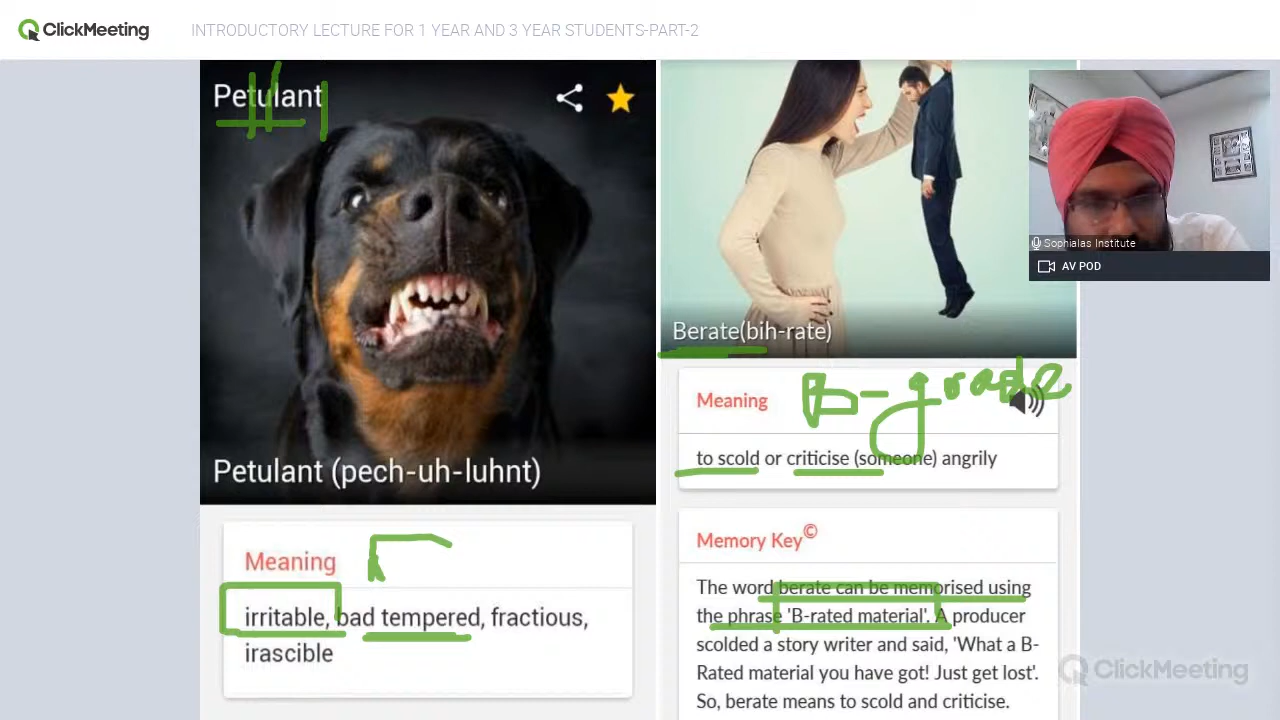 ClickMeeting
INTRODUCTORY LECTURE FOR 1 YEAR AND 3 YEAR STUDENTS-PART-2
Petulant
Petulant (pech-uh-luhnt)
Meaning
irritable, bad tempered, fractious,
irascible
Berate(bih-rate)
Meaning
B-grade
to scold or criticise (someone) angrily
Memory Key©
The word berate can be memorised using
the phrase 'B-rated material'. A producer
scolded a story writer and said, 'What a B-
Rated material you have got! Just get lost'.
So, berate means to scold and criticise.
Sophialas Institute
AV POD
ClickMeeting